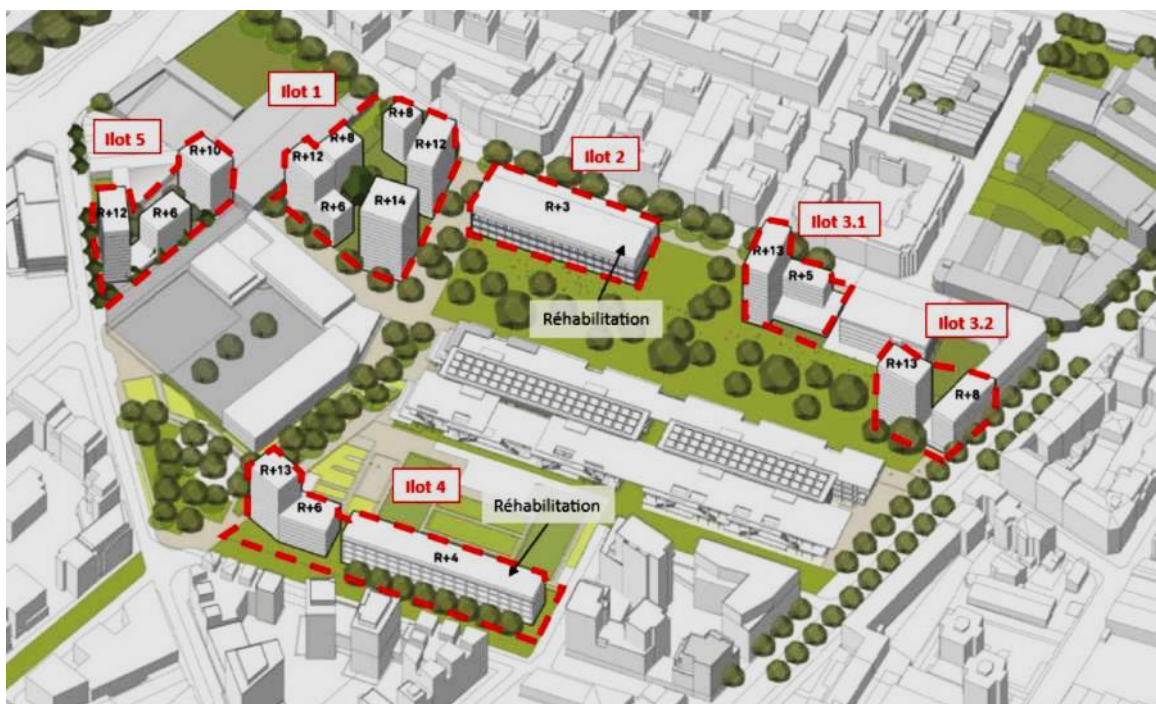 Ilot 1
R+8
R+12
R+8
R+12
R+6
R+14
Ilot 5
R+10
R+12
R+6
Ilot 2
R+3
Réhabilitation
Ilot 3.1
R+13
R+5
Ilot 3.2
R+13
R+8
Ilot 4
R+13
R+6
Réhabilitation
R+4